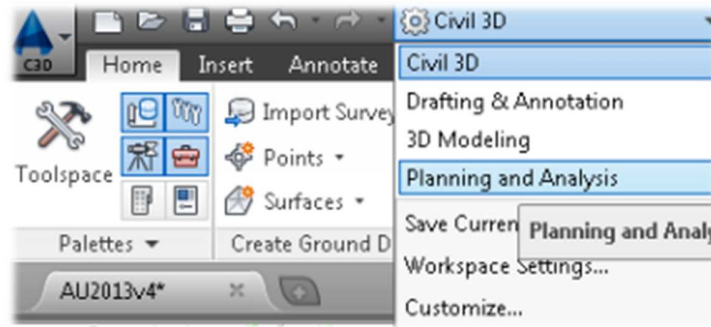 Civil 3D
C3D
Home Insert Annotate
Civil 3D
Drafting & Annotation
3D Modeling
Planning and Analysis
Import Survey
Points
Toolspace
Surfaces
Save Curren
Planning and Analy
Workspace Settings...
Customize...
Palettes
Create Ground D
AU2013v4*